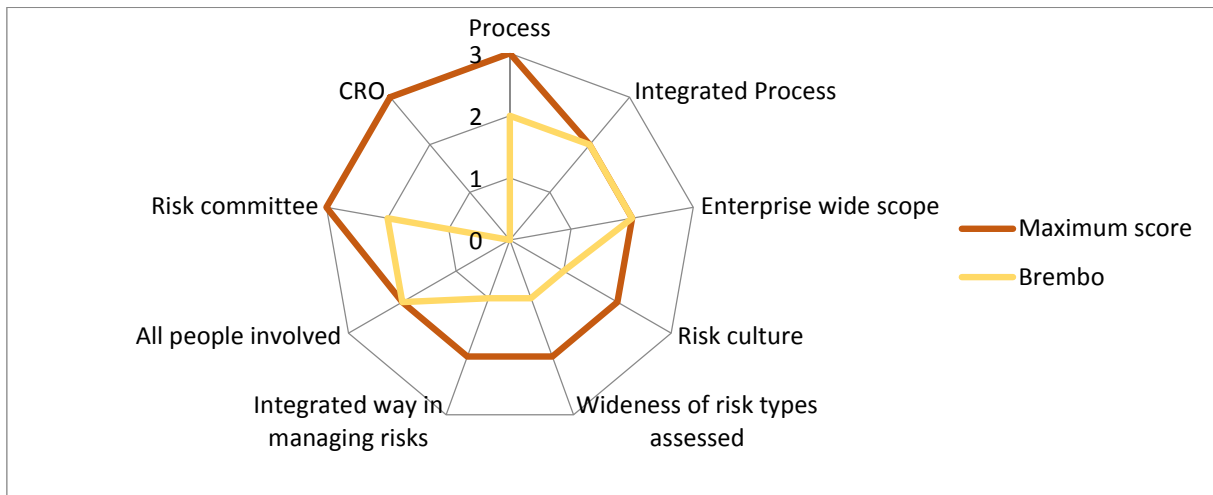 Process
3
CRO
Integrated Process
2
1
Risk committee
Enterprise wide scope
Maximum score
0
Brembo
All people involved
Risk culture
Integrated way in
managing risks
Wideness of risk types
assessed